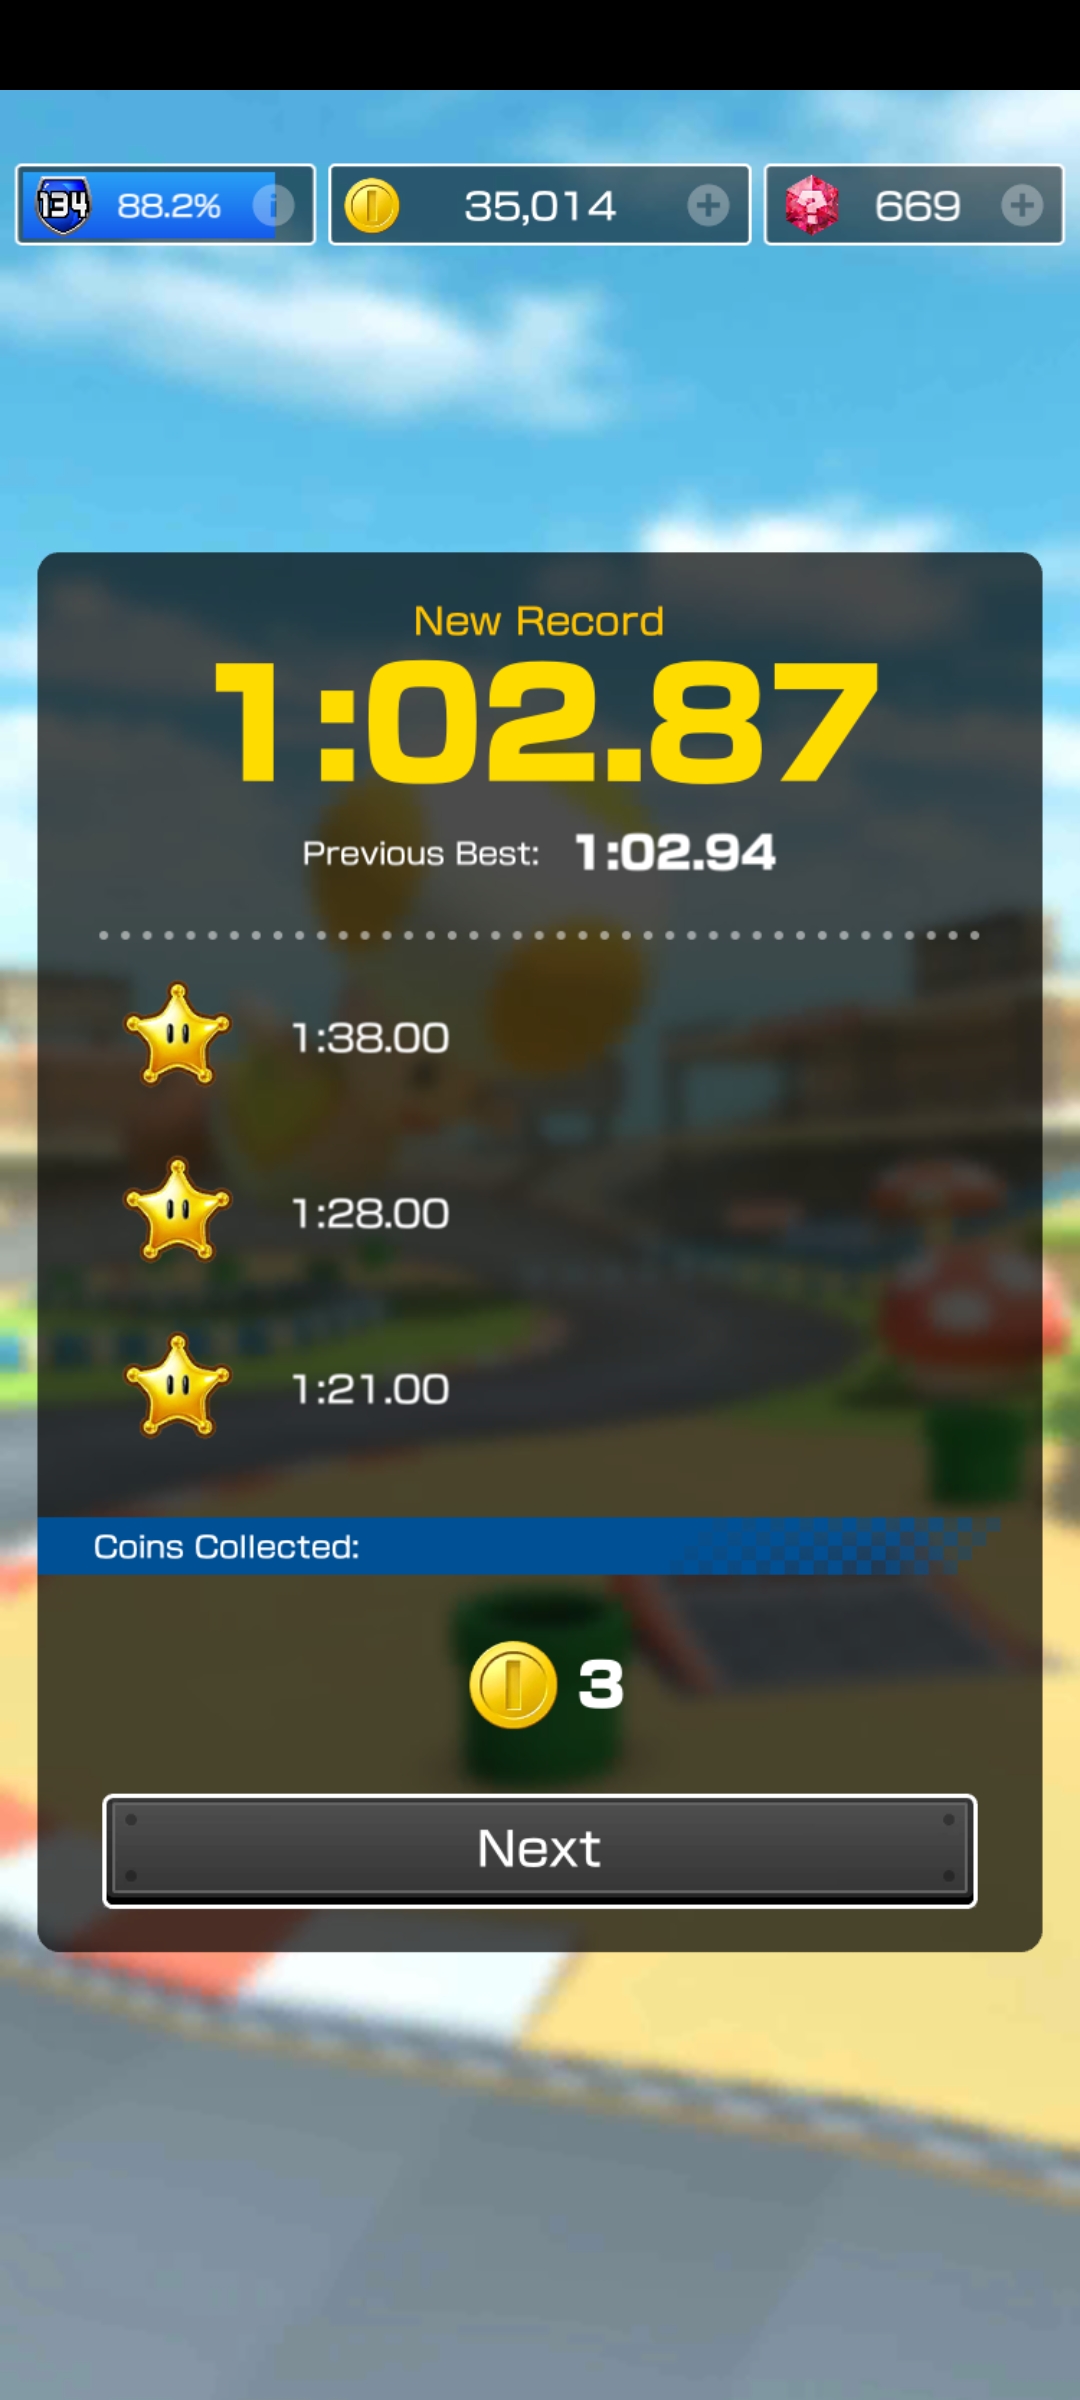 134 88.2% i 35,014 + 669 +
New Record
1:02.87
Previous Best: 1:02.94
1:38.00
1:28.00
1:21.00
Coins Collected:
3
Next